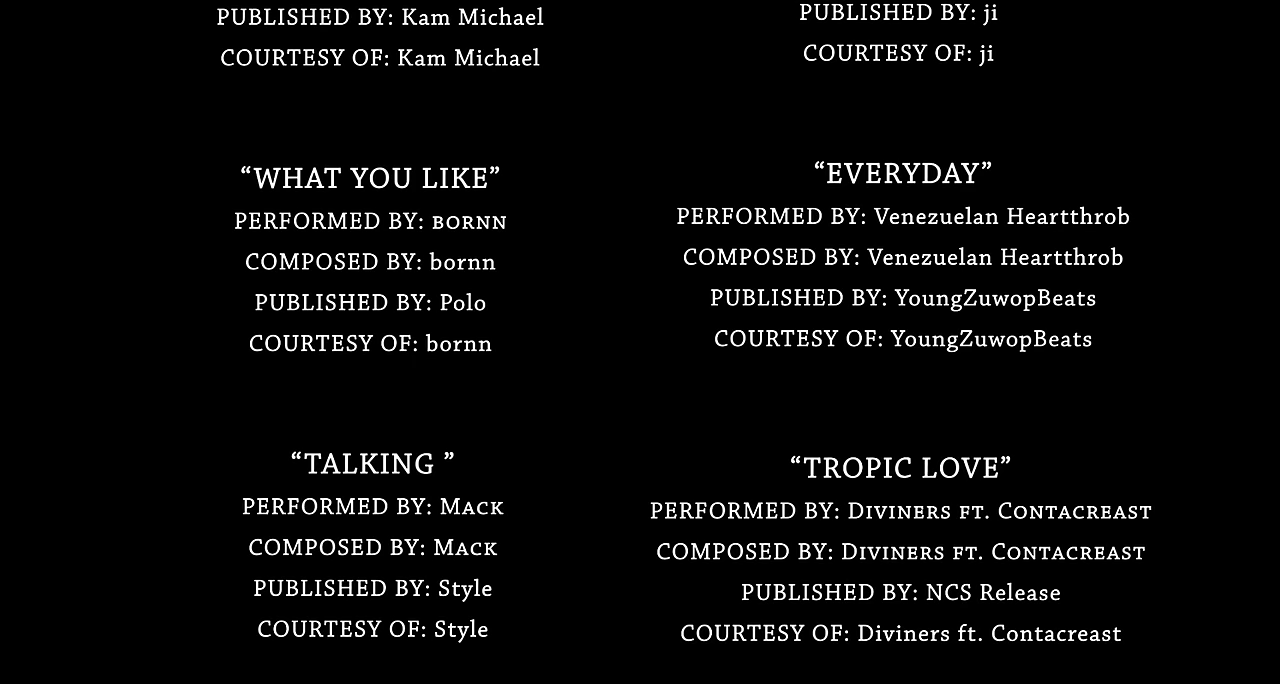 PUBLISHED BY: Kam Michael
COURTESY OF: Kam Michael
“WHAT YOU LIKE”
PERFORMED BY: BORNN
COMPOSED BY: bornn
PUBLISHED BY: Polo
COURTESY OF: bornn
“TALKING ”
PERFORMED BY: MACK
COMPOSED BY: MACK
PUBLISHED BY: Style
COURTESY OF: Style
PUBLISHED BY: ji
COURTESY OF: ji
“EVERYDAY”
PERFORMED BY: Venezuelan Heartthrob
COMPOSED BY: Venezuelan Heartthrob
PUBLISHED BY: YoungZuwopBeats
COURTESY OF: YoungZuwopBeats
“TROPIC LOVE”
PERFORMED BY: DIVINERS FT. CONTACREAST
COMPOSED BY: DIVINERS FT. CONTACREAST
PUBLISHED BY: NCS Release
COURTESY OF: Diviners ft. Contacreast